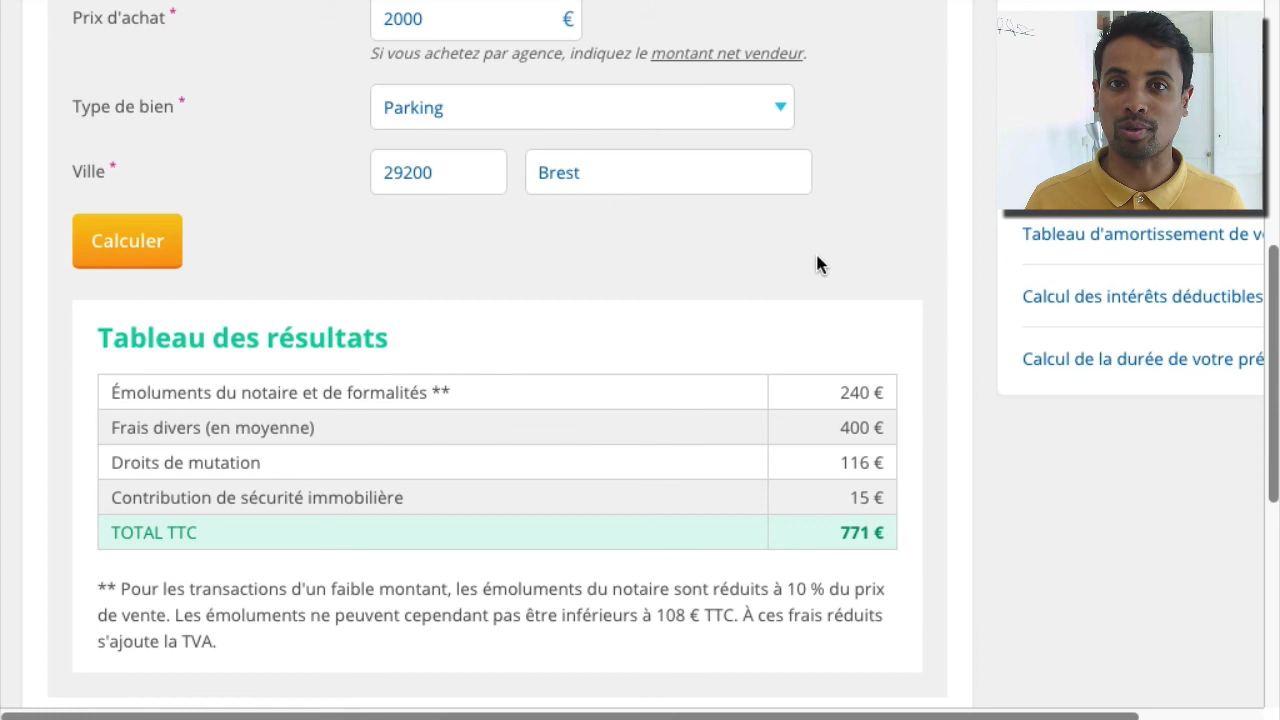 Prix d'achat *
2000 €
Si vous achetez par agence, indiquez le montant net vendeur.
Type de bien *
Parking
Ville *
29200
Brest
Calculer
Tableau des résultats
Émoluments du notaire et de formalités ** 240 €
Frais divers (en moyenne) 400 €
Droits de mutation 116 €
Contribution de sécurité immobilière 15 €
TOTAL TTC 771 €
** Pour les transactions d'un faible montant, les émoluments du notaire sont réduits à 10 % du prix
de vente. Les émoluments ne peuvent cependant pas être inférieurs à 108 € TTC. À ces frais réduits
s'ajoute la TVA.
Tableau d'amortissement de v
Calcul des intérêts déductibles
Calcul de la durée de votre pré